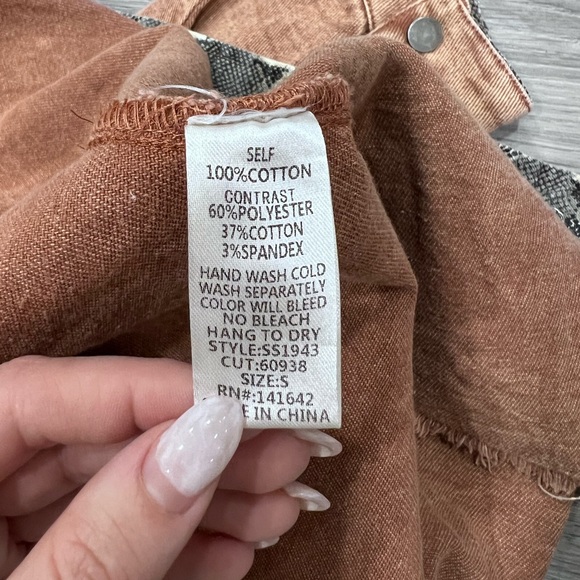 SELF
100%COTTON
CONTRAST
60%POLYESTER
37%COTTON
3%SPANDEX
HAND WASH COLD
WASH SEPARATELY
COLOR WILL BLEED
NO BLEACH
HANG TO DRY
STYLE:SS1943
CUT:60938
SIZE:S
RN#:141642
IN CHINA